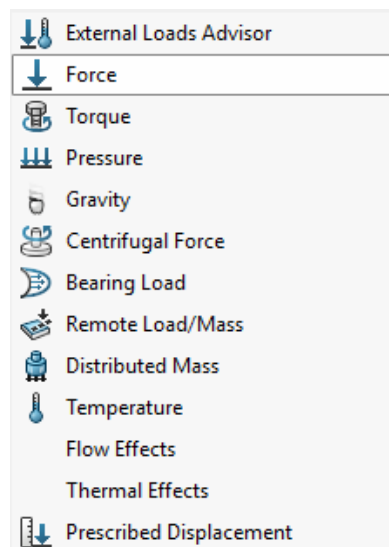 External Loads Advisor
Force
Torque
Pressure
Gravity
Centrifugal Force
Bearing Load
Remote Load/Mass
Distributed Mass
Temperature
Flow Effects
Thermal Effects
Prescribed Displacement